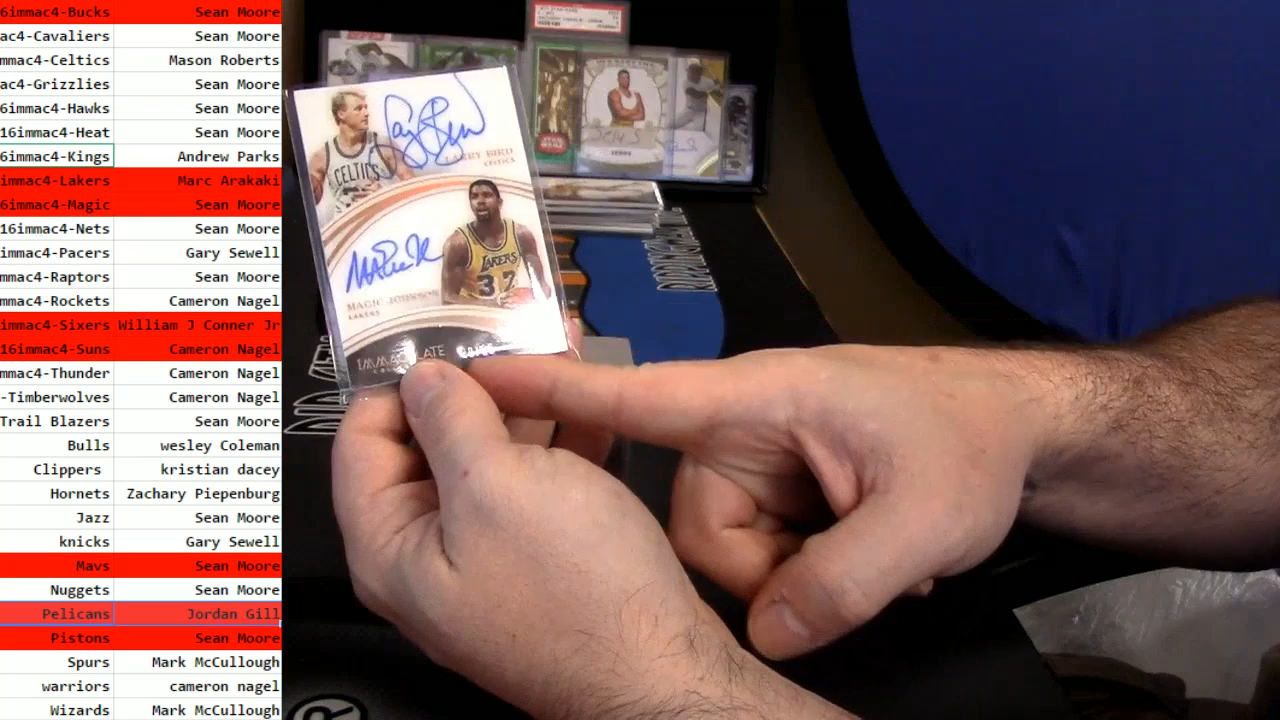 6immac4-Bucks Sean Moore
ac4-Cavaliers Sean Moore
mmac4-Celtics Mason Roberts
ac4-Grizzlies Sean Moore
6immac4-Hawks Sean Moore
16immac4-Heat Sean Moore
6immac4-Kings Andrew Parks
immac4-Lakers Marc Arakaki
6immac4-Magic Sean Moore
16immac4-Nets Sean Moore
immac4-Pacers Gary Sewell
mmac4-Raptors Sean Moore
mmac4-Rockets Cameron Nagel
immac4-Sixers William J Conner Jr
16immac4-Suns Cameron Nagel
mmac4-Thunder Cameron Nagel
-Timberwolves Cameron Nagel
Trail Blazers Sean Moore
Bulls wesley Coleman
Clippers kristian dacey
Hornets Zachary Piepenburg
Jazz Sean Moore
knicks Gary Sewell
Mavs Sean Moore
Nuggets Sean Moore
Pelicans Jordan Gill
Pistons Sean Moore
Spurs Mark McCullough
warriors cameron nagel
Wizards Mark McCullough
LARRY BIRD
CELTICS
CELTICS
LAKERS
32
MAGIC JOHNSON
LAKERS
IMMACULATE